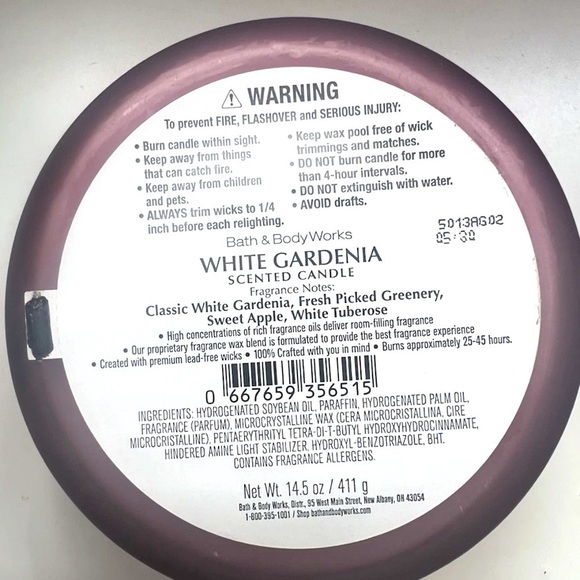 ⚠ WARNING
To prevent FIRE, FLASHOVER and SERIOUS INJURY:
• Burn candle within sight.
• Keep away from things
that can catch fire.
• Keep away from children
and pets.
• ALWAYS trim wicks to 1/4
inch before each relighting.
• Keep wax pool free of wick
trimmings and matches.
• DO NOT burn candle for more
than 4-hour intervals.
• DO NOT extinguish with water.
• AVOID drafts.
5013AG02
05:30
Bath & Body Works
WHITE GARDENIA
SCENTED CANDLE
Fragrance Notes:
Classic White Gardenia, Fresh Picked Greenery,
Sweet Apple, White Tuberose
• High concentrations of rich fragrance oils deliver room-filling fragrance
• Our proprietary fragrance wax blend is formulated to provide the best fragrance experience
• Created with premium lead-free wicks • 100% Crafted with you in mind • Burns approximately 25-45 hours.
0 667659 356515
INGREDIENTS: HYDROGENATED SOYBEAN OIL, PARAFFIN, HYDROGENATED PALM OIL,
FRAGRANCE (PARFUM), MICROCRYSTALLINE WAX (CERA MICROCRISTALLINA, CIRE
MICROCRISTALLINE), PENTAERYTHRITYL TETRA-DI-T-BUTYL HYDROXYHYDROCINNAMATE,
HINDERED AMINE LIGHT STABILIZER, HYDROXYL-BENZOTRIAZOLE, BHT.
CONTAINS FRAGRANCE ALLERGENS.
Net Wt. 14.5 oz / 411 g
Bath & Body Works, Distr., 95 West Main Street, New Albany, OH 43054
1-800-395-1001 / Shop bathandbodyworks.com